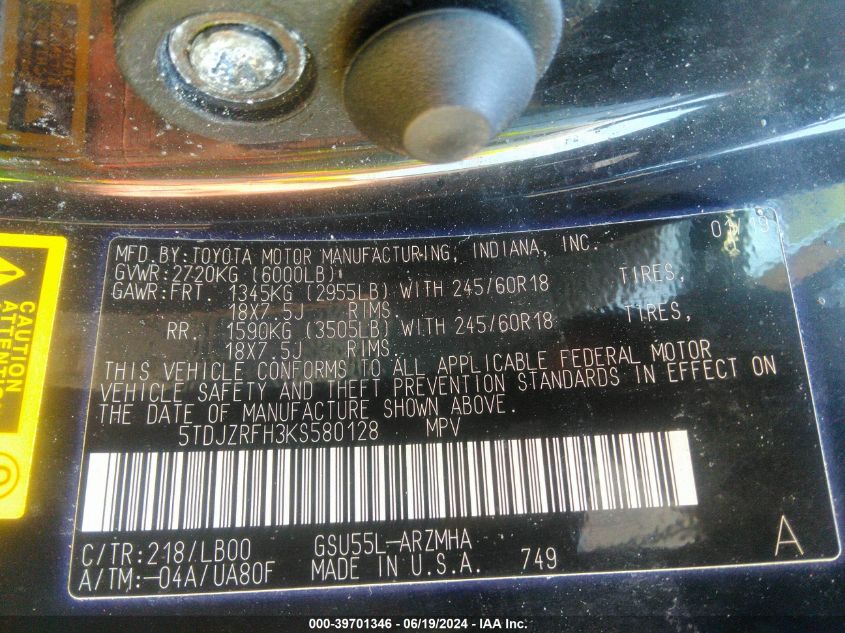 MFD. BY: TOYOTA MOTOR MANUFACTURING, INDIANA, INC.
GVWR: 2720KG (6000LB)
GAWR: FRT. 1345KG (2955LB) WITH 245/60R18 TIRES,
18X7.5J RIMS.
RR. 1590KG (3505LB) WITH 245/60R18 TIRES,
18X7.5J RIMS.
THIS VEHICLE CONFORMS TO ALL APPLICABLE FEDERAL MOTOR
VEHICLE SAFETY AND THEFT PREVENTION STANDARDS IN EFFECT ON
THE DATE OF MANUFACTURE SHOWN ABOVE.
5TDJZRFH3KS580128 MPV
C/TR: 218/LB00 GSU55L-ARZMHA
A/TM: -04A/UA80F MADE IN U.S.A. 749 A
CAUTION
ATTENTION
000-39701346 - 06/19/2024 - IAA Inc.